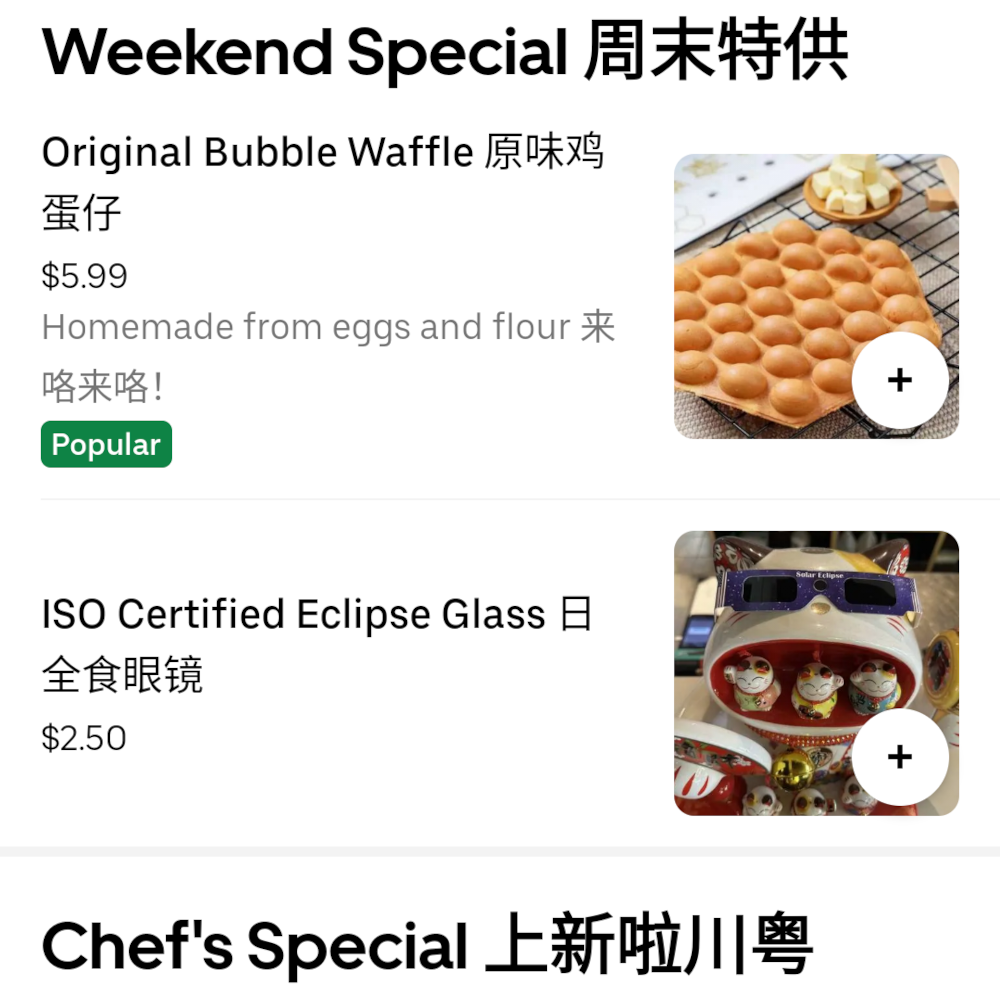 Weekend Special 周末特供
Original Bubble Waffle 原味鸡
蛋仔
$5.99
Homemade from eggs and flour 来
咯来咯！
Popular
Solar Eclipse
ISO Certified Eclipse Glass 日
全食眼镜
$2.50
Chef's Special 上新啦川粤